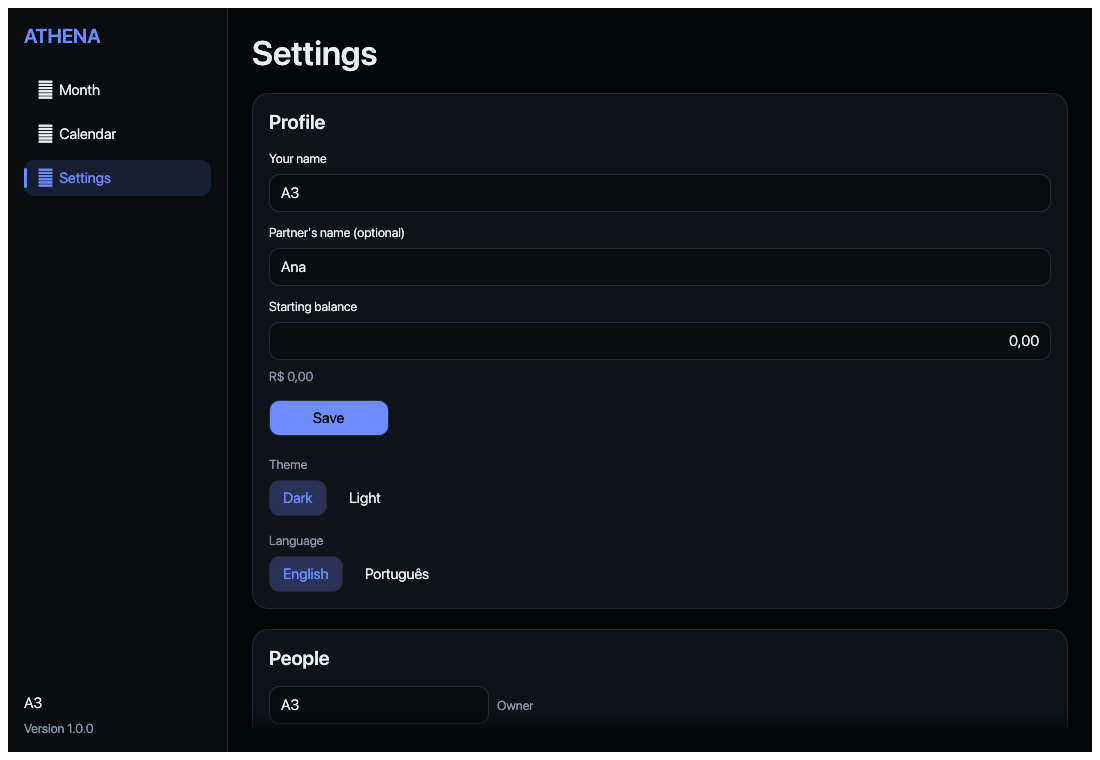 ATHENA
Month
Calendar
Settings
A3
Version 1.0.0
Settings
Profile
Your name
A3
Partner's name (optional)
Ana
Starting balance
0,00
R$ 0,00
Save
Theme
Dark Light
Language
English Português
People
A3 Owner